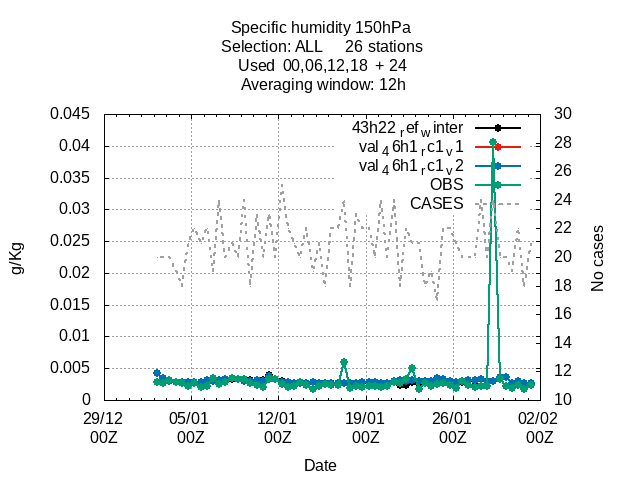 Specific humidity 150hPa
Selection: ALL 26 stations
Used 00,06,12,18 + 24
Averaging window: 12h
43h22_ref_winter
val_46h1_rc1_v1
val_46h1_rc1_v2
OBS
CASES
0.045
0.04
0.035
0.03
0.025
0.02
0.015
0.01
0.005
0
g/Kg
30
28
26
24
22
20
18
16
14
12
10
No cases
29/12 05/01 12/01 19/01 26/01 02/02
00Z 00Z 00Z 00Z 00Z 00Z
Date